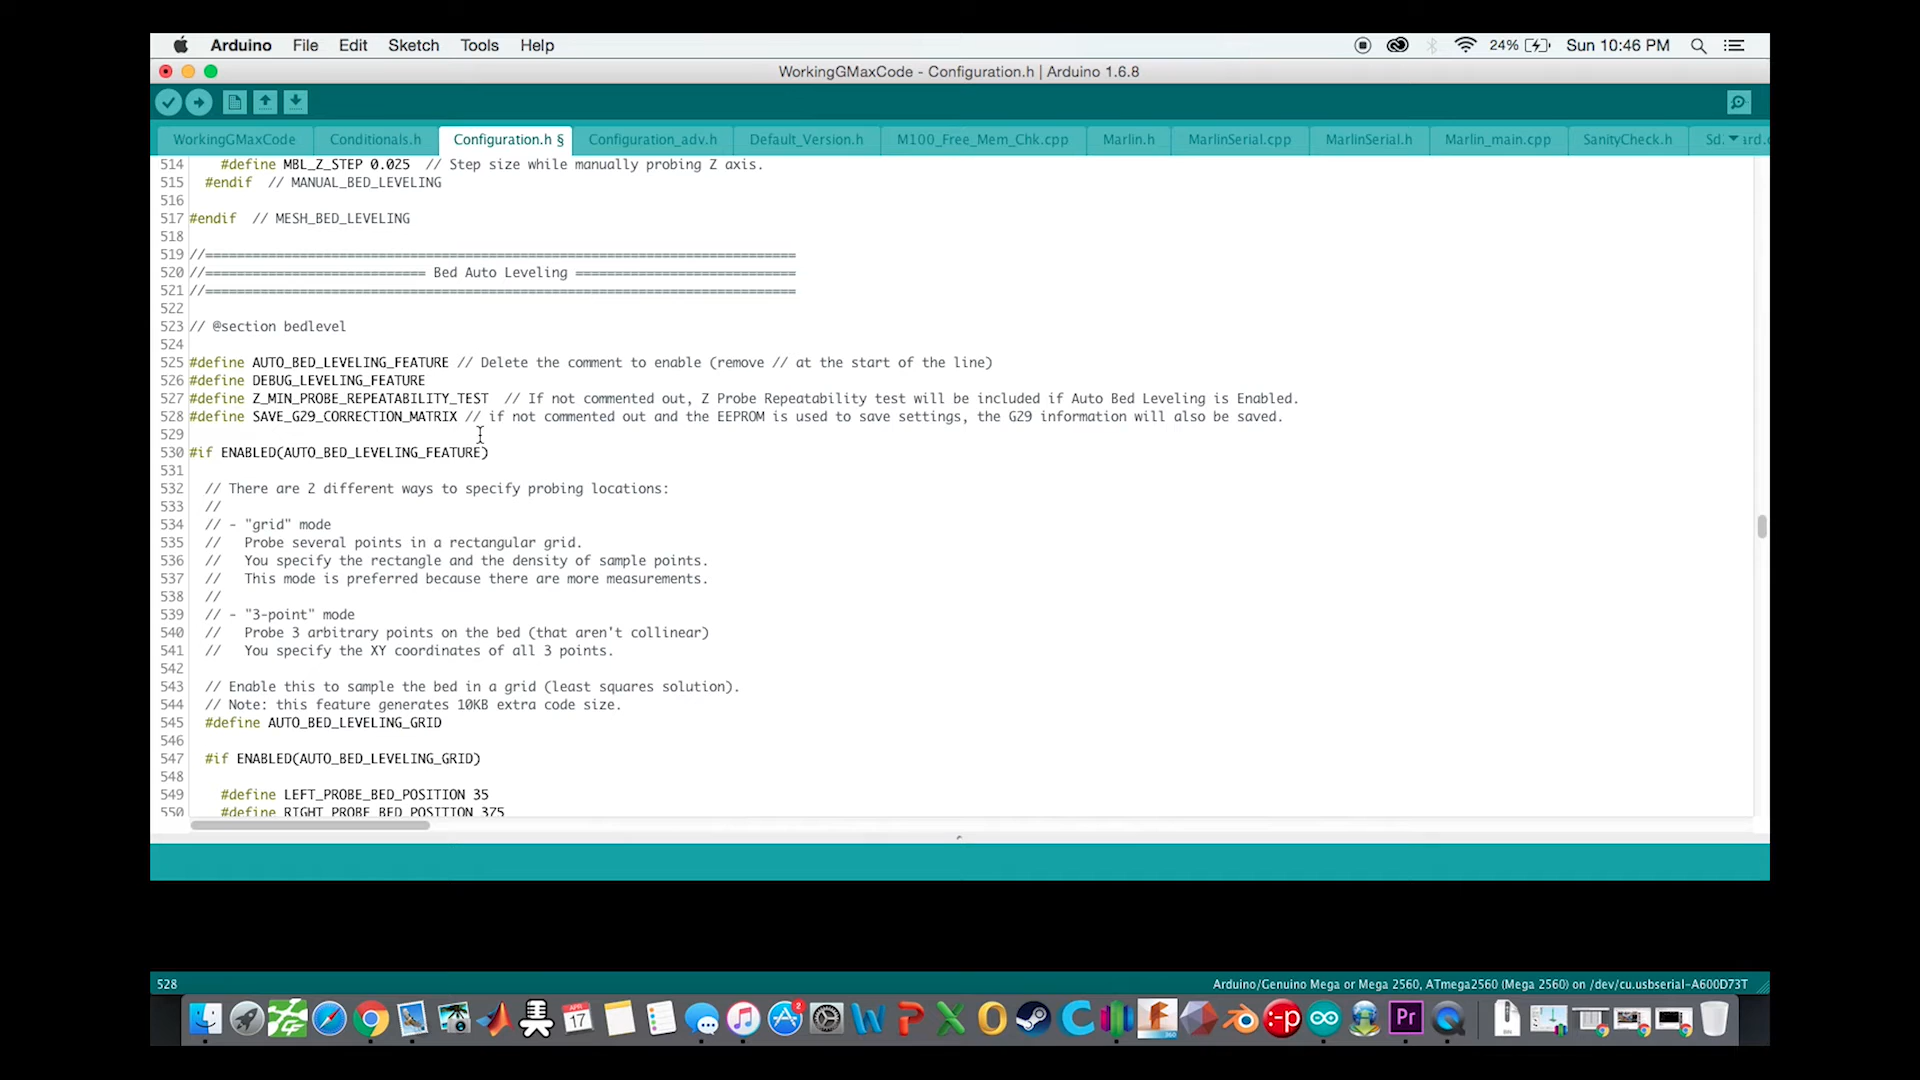 Arduino File Edit Sketch Tools Help 24% Sun 10:46 PM
WorkingGMaxCode - Configuration.h | Arduino 1.6.8
WorkingGMaxCode Conditionals.h Configuration.h § Configuration_adv.h Default_Version.h M100_Free_Mem_Chk.cpp Marlin.h MarlinSerial.cpp MarlinSerial.h Marlin_main.cpp SanityCheck.h
514 #define MBL_Z_STEP 0.025 // Step size while manually probing Z axis.
515 #endif // MANUAL_BED_LEVELING
516
517 #endif // MESH_BED_LEVELING
518
519 //===========================================================================
520 //============================ Bed Auto Leveling ============================
521 //===========================================================================
522
523 // @section bedlevel
524
525 #define AUTO_BED_LEVELING_FEATURE // Delete the comment to enable (remove // at the start of the line)
526 #define DEBUG_LEVELING_FEATURE
527 #define Z_MIN_PROBE_REPEATABILITY_TEST // If not commented out, Z Probe Repeatability test will be included if Auto Bed Leveling is Enabled.
528 #define SAVE_G29_CORRECTION_MATRIX // if not commented out and the EEPROM is used to save settings, the G29 information will also be saved.
529
530 #if ENABLED(AUTO_BED_LEVELING_FEATURE)
531
532 // There are 2 different ways to specify probing locations:
533 //
534 // - "grid" mode
535 // Probe several points in a rectangular grid.
536 // You specify the rectangle and the density of sample points.
537 // This mode is preferred because there are more measurements.
538 //
539 // - "3-point" mode
540 // Probe 3 arbitrary points on the bed (that aren't collinear)
541 // You specify the XY coordinates of all 3 points.
542
543 // Enable this to sample the bed in a grid (least squares solution).
544 // Note: this feature generates 10KB extra code size.
545 #define AUTO_BED_LEVELING_GRID
546
547 #if ENABLED(AUTO_BED_LEVELING_GRID)
548
549 #define LEFT_PROBE_BED_POSITION 35
550 #define RIGHT_PROBE_BED_POSITION 375
528 Arduino/Genuino Mega or Mega 2560, ATmega2560 (Mega 2560) on /dev/cu.usbserial-A600D73T
APR 17 2 360 :-p Pr